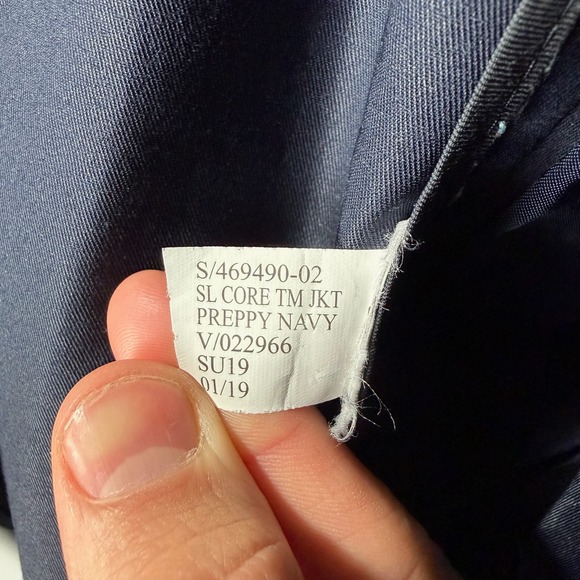 S/469490-02
SL CORE TM JKT
PREPPY NAVY
V/022966
SU19
01/19